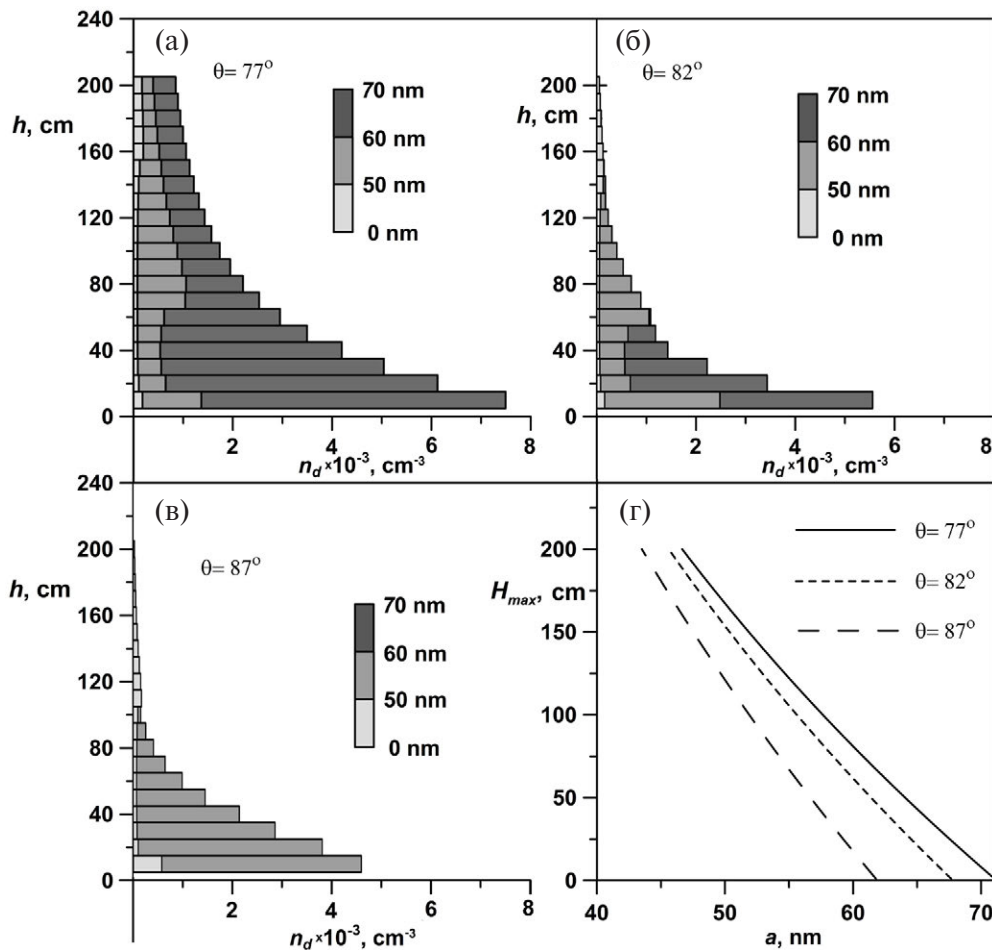 (а)
θ= 77°
240
200
160
120
80
40
0
h, cm
70 nm
60 nm
50 nm
0 nm
2 4 6 8
n_d×10⁻³, cm⁻³
(б)
θ= 82°
240
200
160
120
80
40
0
h, cm
70 nm
60 nm
50 nm
0 nm
2 4 6 8
n_d×10⁻³, cm⁻³
(в)
θ= 87°
240
200
160
120
80
40
0
h, cm
70 nm
60 nm
50 nm
0 nm
2 4 6 8
n_d×10⁻³, cm⁻³
(г)
θ= 77°
θ= 82°
θ= 87°
200
150
100
50
0
H_max, cm
40 50 60 70
a, nm